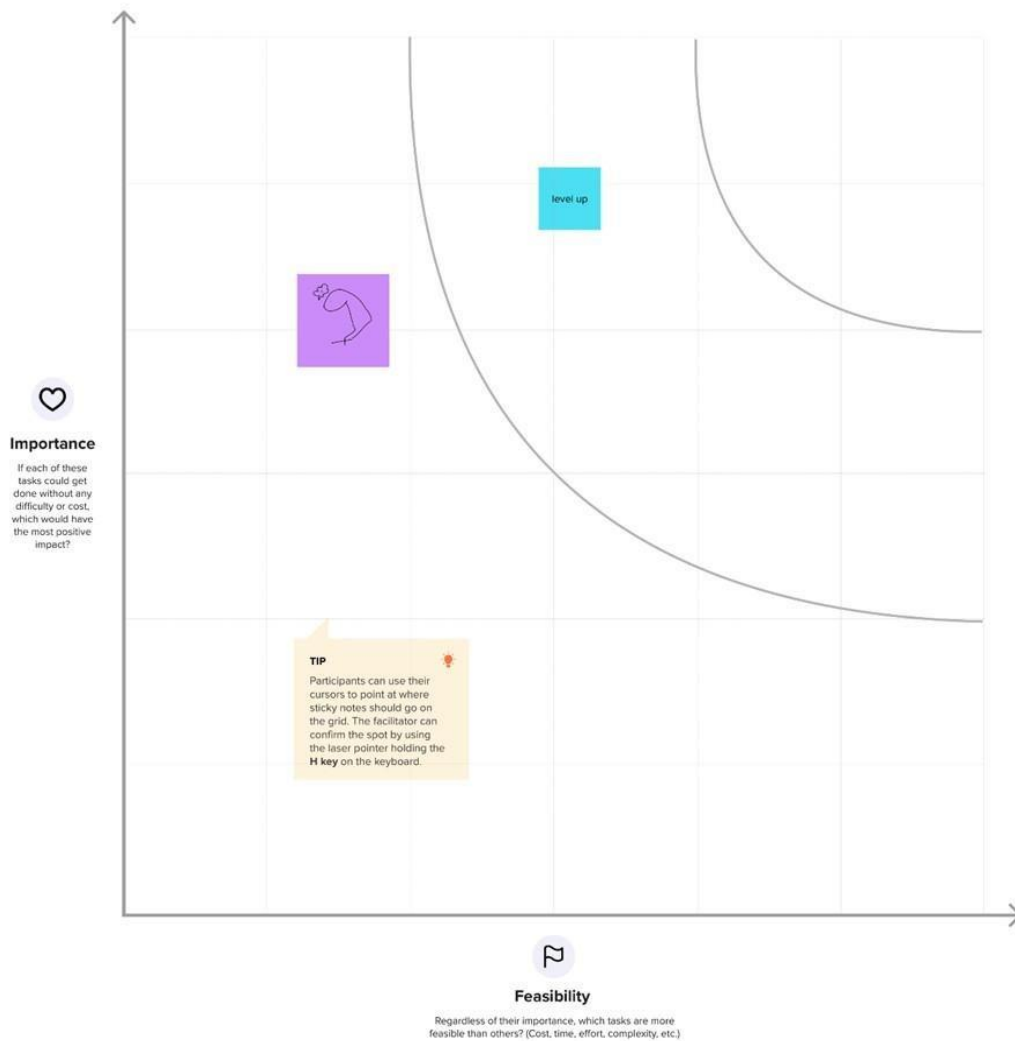 level up
Importance
If each of these
tasks could get
done without any
difficulty or cost,
which would have
the most positive
impact?
TIP
Participants can use their
cursors to point at where
sticky notes should go on
the grid. The facilitator can
confirm the spot by using
the laser pointer holding the
H key on the keyboard.
Feasibility
Regardless of their importance, which tasks are more
feasible than others? (Cost, time, effort, complexity, etc.)